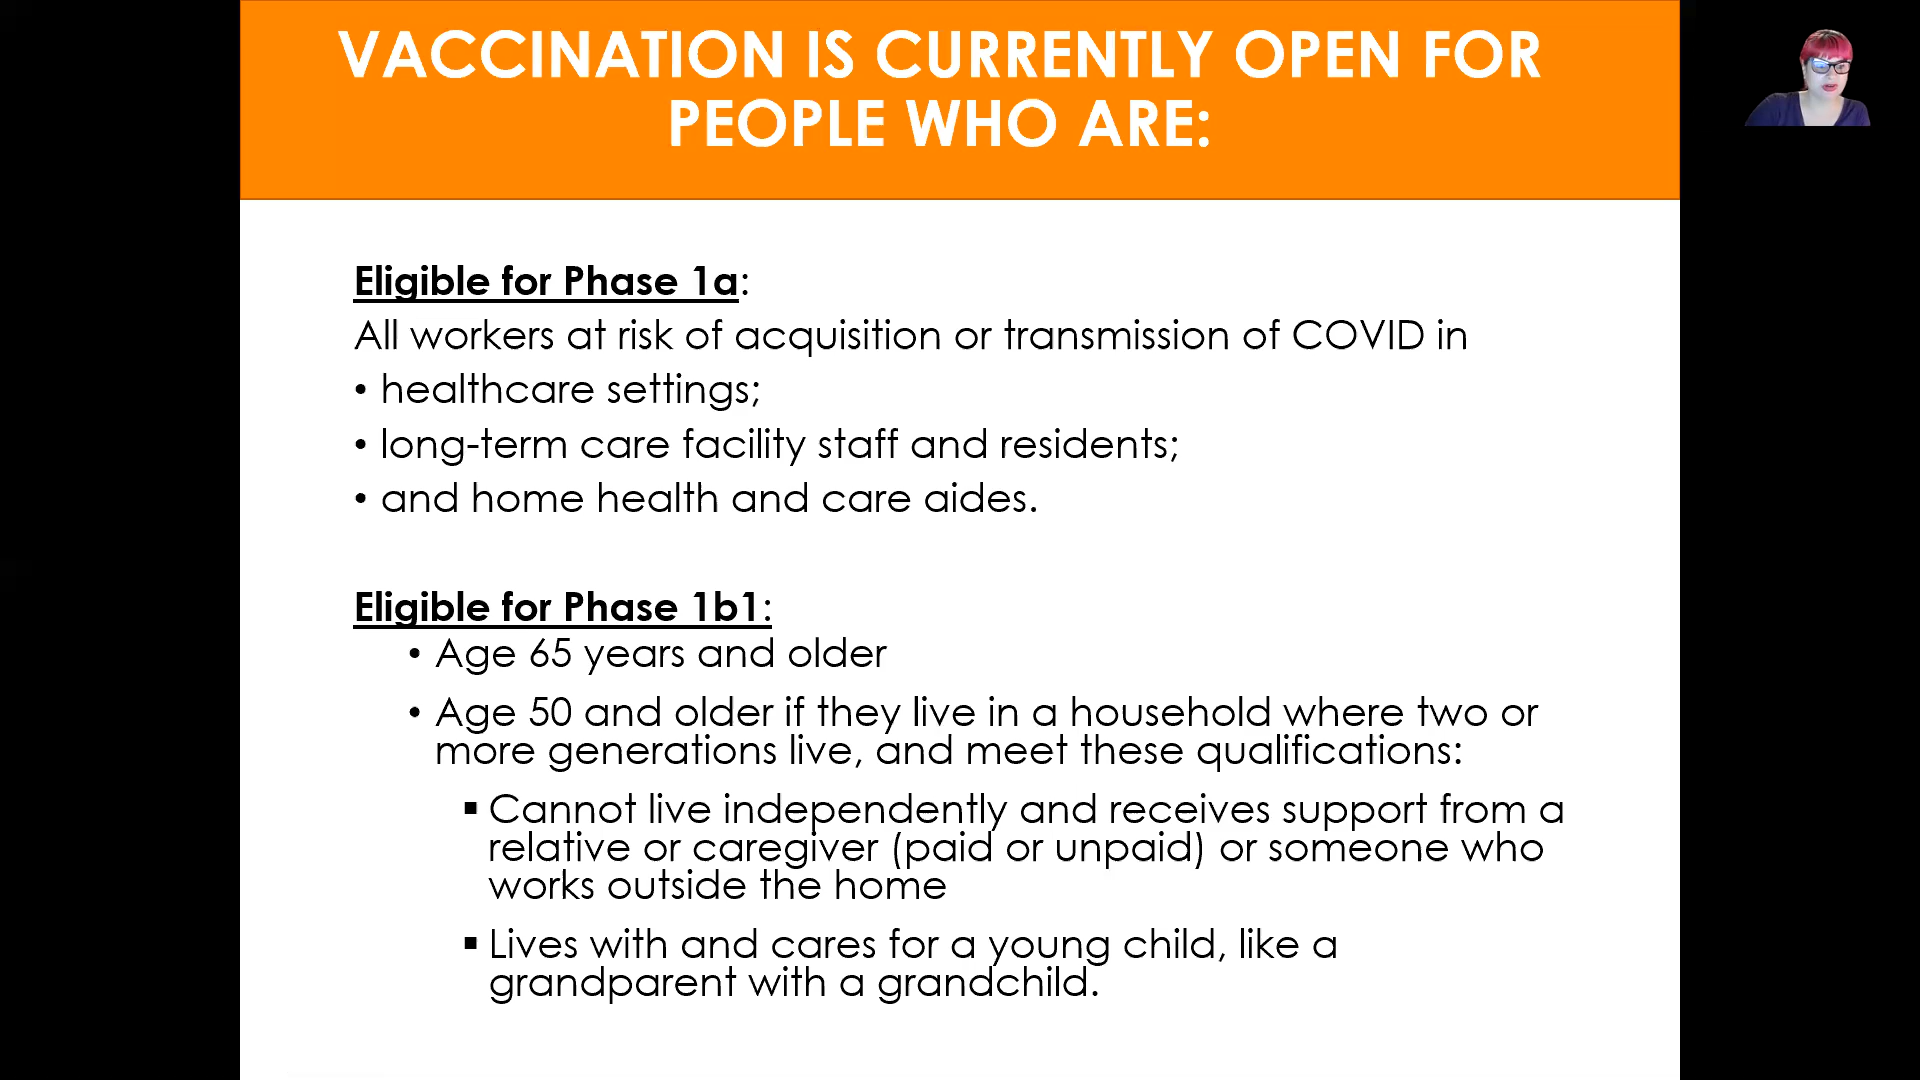 VACCINATION IS CURRENTLY OPEN FOR
PEOPLE WHO ARE:
Eligible for Phase 1a:
All workers at risk of acquisition or transmission of COVID in
• healthcare settings;
• long-term care facility staff and residents;
• and home health and care aides.
Eligible for Phase 1b1:
• Age 65 years and older
• Age 50 and older if they live in a household where two or
more generations live, and meet these qualifications:
▪ Cannot live independently and receives support from a
relative or caregiver (paid or unpaid) or someone who
works outside the home
▪ Lives with and cares for a young child, like a
grandparent with a grandchild.